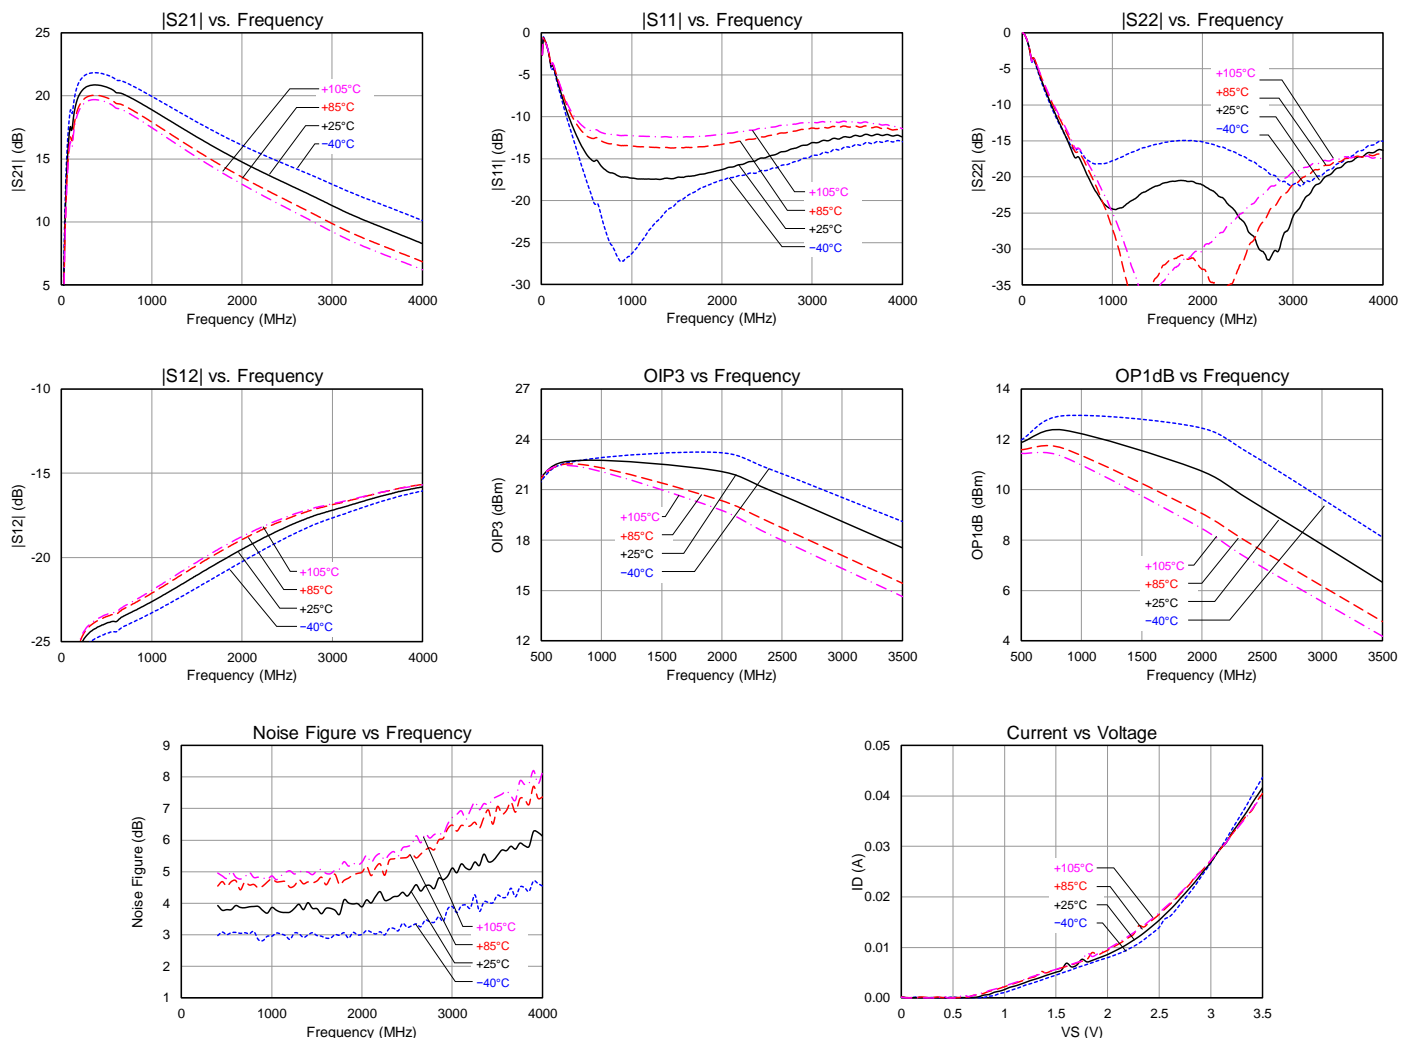 |S21| vs. Frequency
25
20
15
10
5
|S21| (dB)
+105°C
+85°C
+25°C
−40°C
0
1000
2000
3000
4000
Frequency (MHz)
|S11| vs. Frequency
0
-5
-10
-15
-20
-25
-30
|S11| (dB)
+105°C
+85°C
+25°C
−40°C
0
1000
2000
3000
4000
Frequency (MHz)
|S22| vs. Frequency
0
-5
-10
-15
-20
-25
-30
-35
|S22| (dB)
+105°C
+85°C
+25°C
−40°C
0
1000
2000
3000
4000
Frequency (MHz)
|S12| vs. Frequency
-10
-15
-20
-25
|S12| (dB)
+105°C
+85°C
+25°C
−40°C
0
1000
2000
3000
4000
Frequency (MHz)
OIP3 vs Frequency
27
24
21
18
15
12
OIP3 (dBm)
+105°C
+85°C
+25°C
−40°C
500
1000
1500
2000
2500
3000
3500
Frequency (MHz)
OP1dB vs Frequency
14
12
10
8
6
4
OP1dB (dBm)
+105°C
+85°C
+25°C
−40°C
500
1000
1500
2000
2500
3000
3500
Frequency (MHz)
Noise Figure vs Frequency
9
8
7
6
5
4
3
2
1
Noise Figure (dB)
+105°C
+85°C
+25°C
−40°C
0
1000
2000
3000
4000
Frequency (MHz)
Current vs Voltage
0.05
0.04
0.03
0.02
0.01
0.00
ID (A)
+105°C
+85°C
+25°C
−40°C
0
0.5
1
1.5
2
2.5
3
3.5
VS (V)